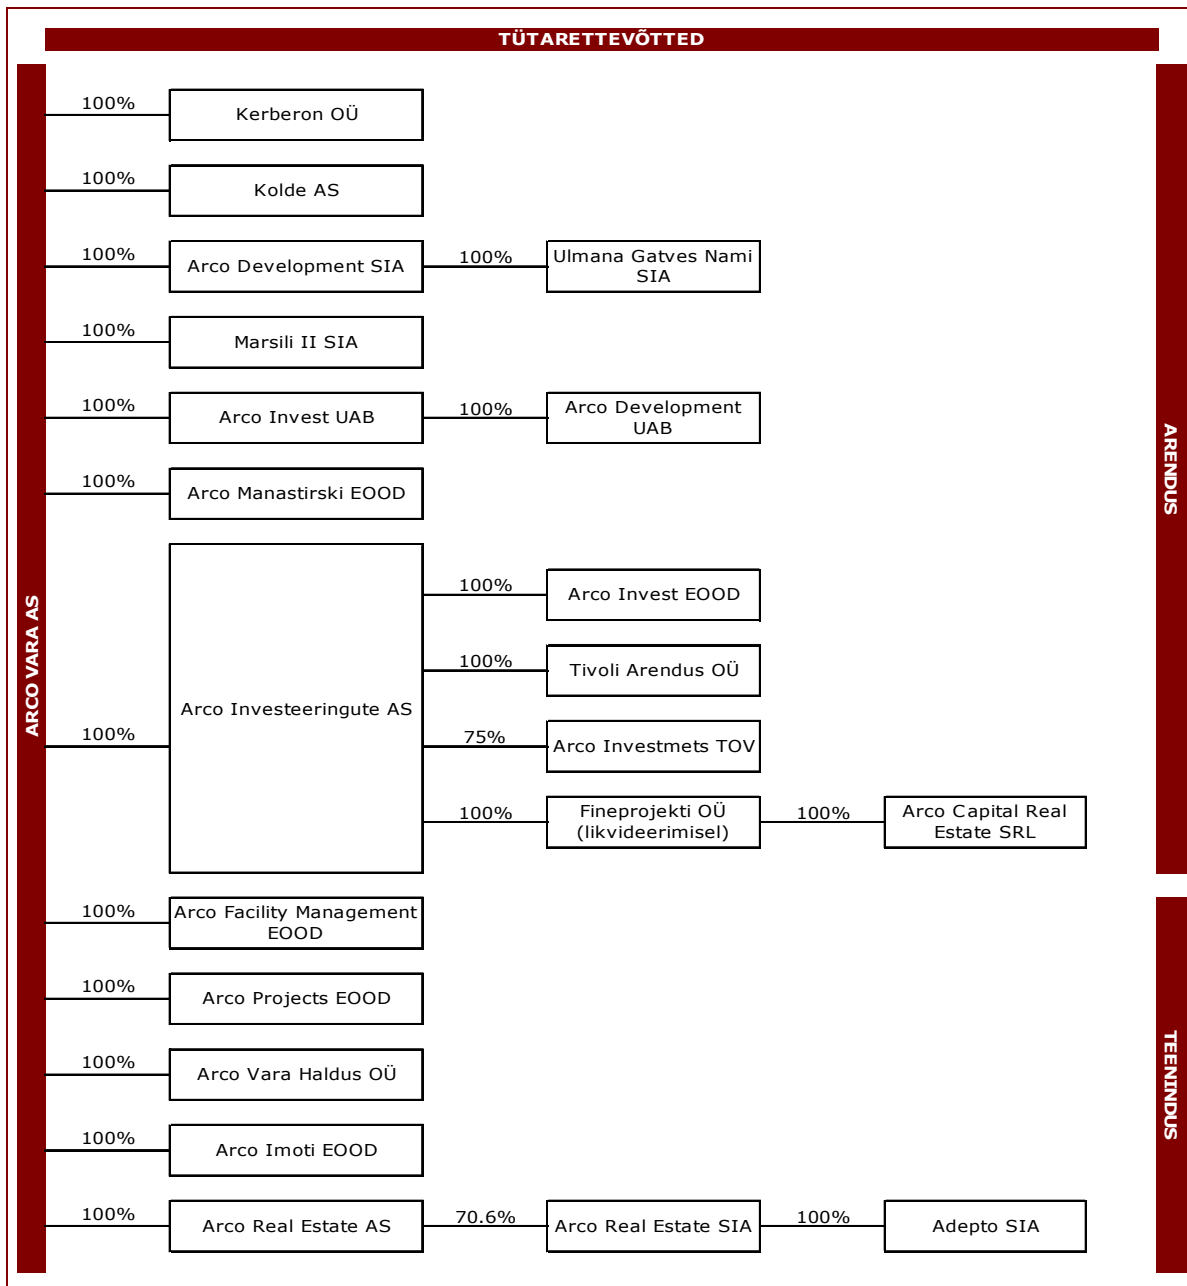 TÜTARETTEVÕTTED
ARCO VARA AS
ARENDUS
100%
Kerberon OÜ
100%
Kolde AS
100%
Arco Development SIA
100%
Ulmana Gatves Nami
SIA
100%
Marsili II SIA
100%
Arco Invest UAB
100%
Arco Development
UAB
100%
Arco Manastirski EOOD
100%
Arco Investeeringute AS
100%
Arco Invest EOOD
100%
Tivoli Arendus OÜ
75%
Arco Investmets TOV
100%
Fineprojekti OÜ
(likvideerimisel)
100%
Arco Capital Real
Estate SRL
TEENINDUS
100%
Arco Facility Management
EOOD
100%
Arco Projects EOOD
100%
Arco Vara Haldus OÜ
100%
Arco Imoti EOOD
100%
Arco Real Estate AS
70.6%
Arco Real Estate SIA
100%
Adepto SIA